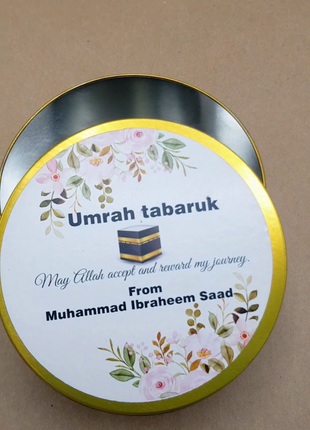 Umrah tabaruk
May Allah accept and reward my journey.
From
Muhammad Ibraheem Saad